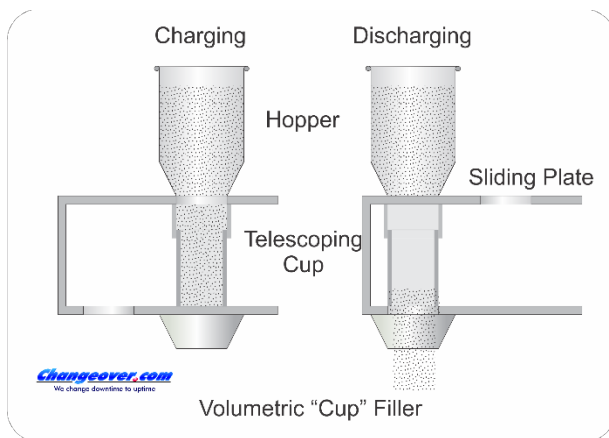 Charging
Discharging
Hopper
Sliding Plate
Telescoping
Cup
Changeover.com
We change downtime to uptime
Volumetric “Cup” Filler